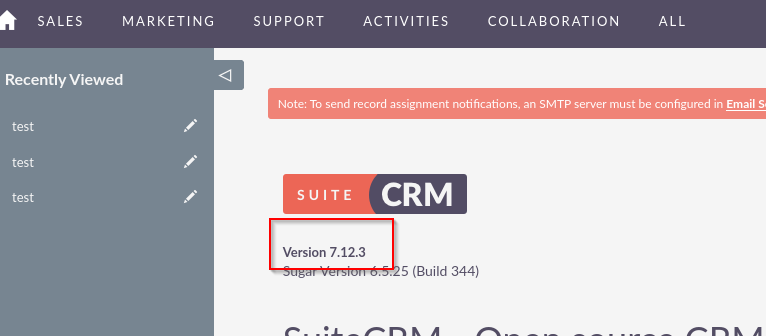 SALES MARKETING SUPPORT ACTIVITIES COLLABORATION ALL
Recently Viewed
test
test
test
Note: To send record assignment notifications, an SMTP server must be configured in Email
SUITE CRM
Version 7.12.3
Sugar Version 6.5.25 (Build 344)
SuiteCRM - Open source CRM